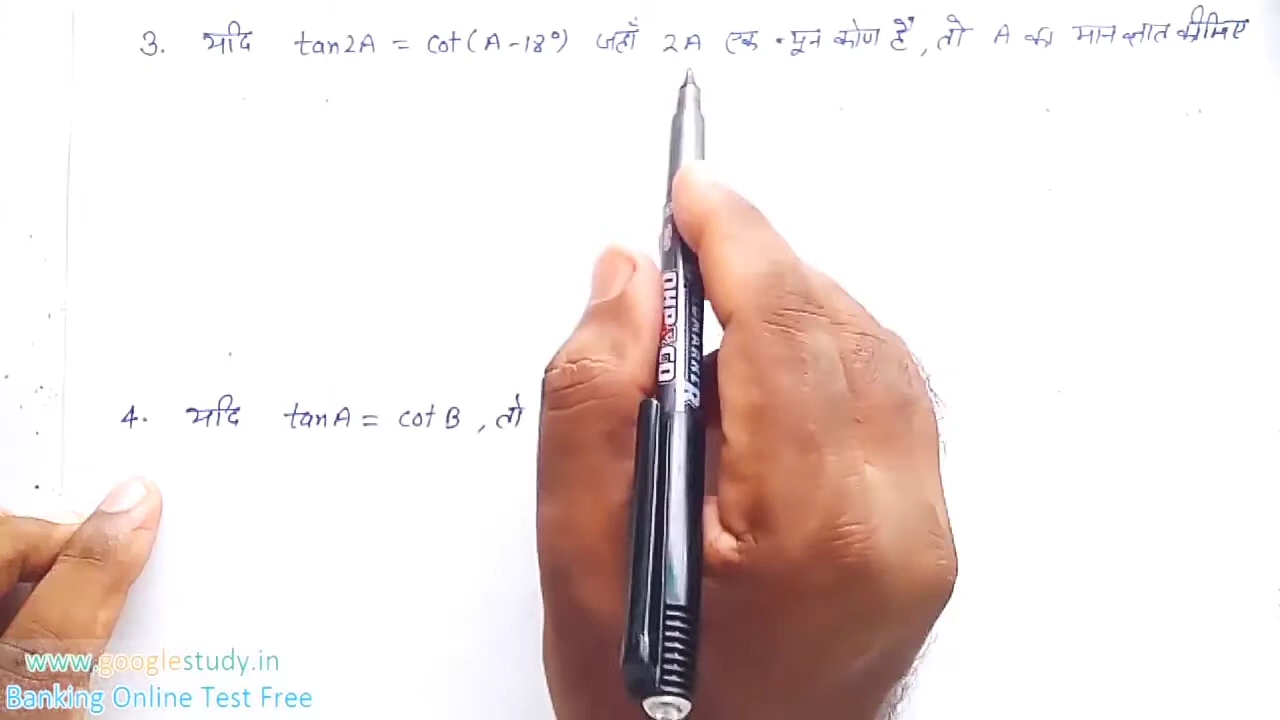 3. यदि tan2A = cot(A-18°) जहाँ 2A एक न्यून कोण है, तो A का मान ज्ञात कीजिए
4. यदि tanA = cot B, तो
MARKER
www.googlestudy.in
Banking Online Test Free